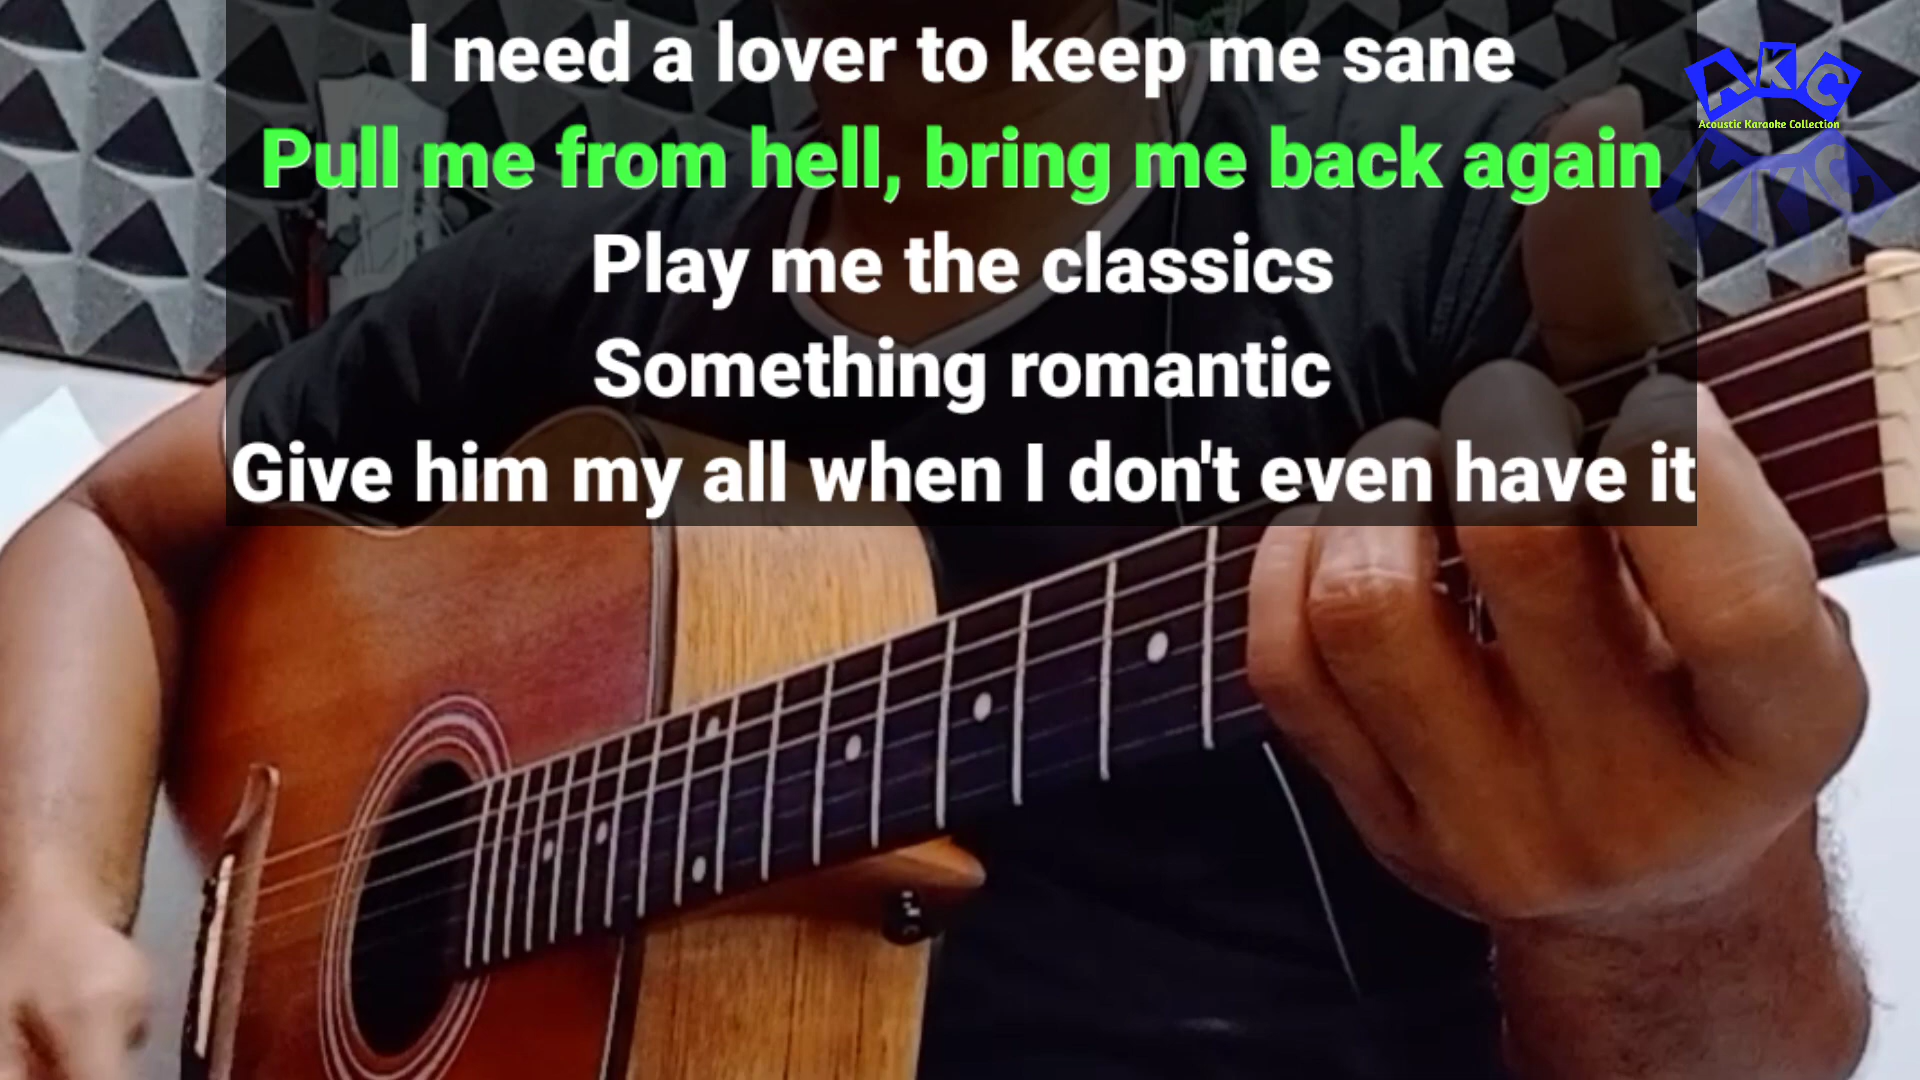 I need a lover to keep me sane
Pull me from hell, bring me back again
Play me the classics
Something romantic
Give him my all when I don't even have it
AKC
Acoustic Karaoke Collection